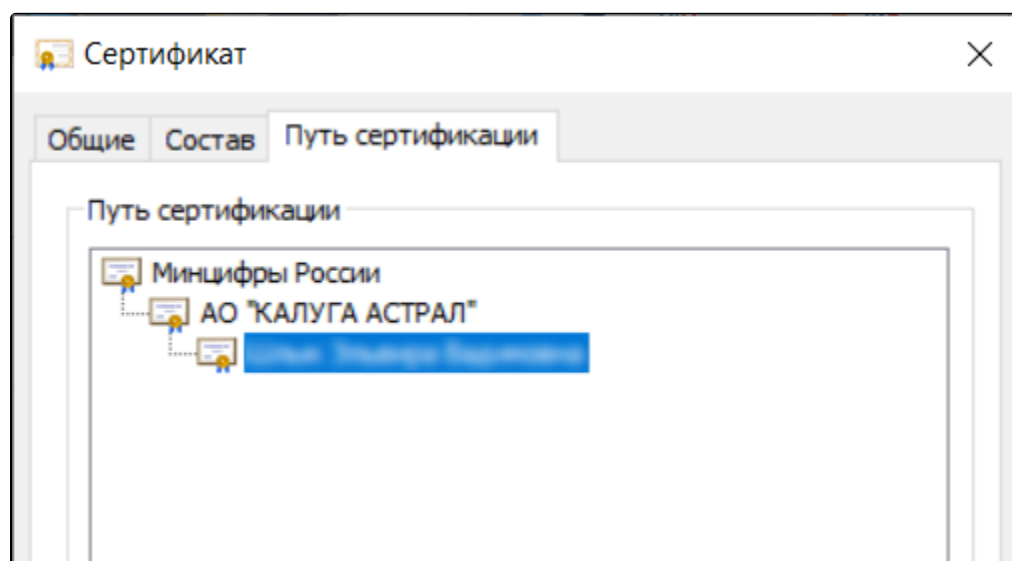 Сертификат
Общие Состав Путь сертификации
Путь сертификации
Минцифры России
АО "КАЛУГА АСТРАЛ"